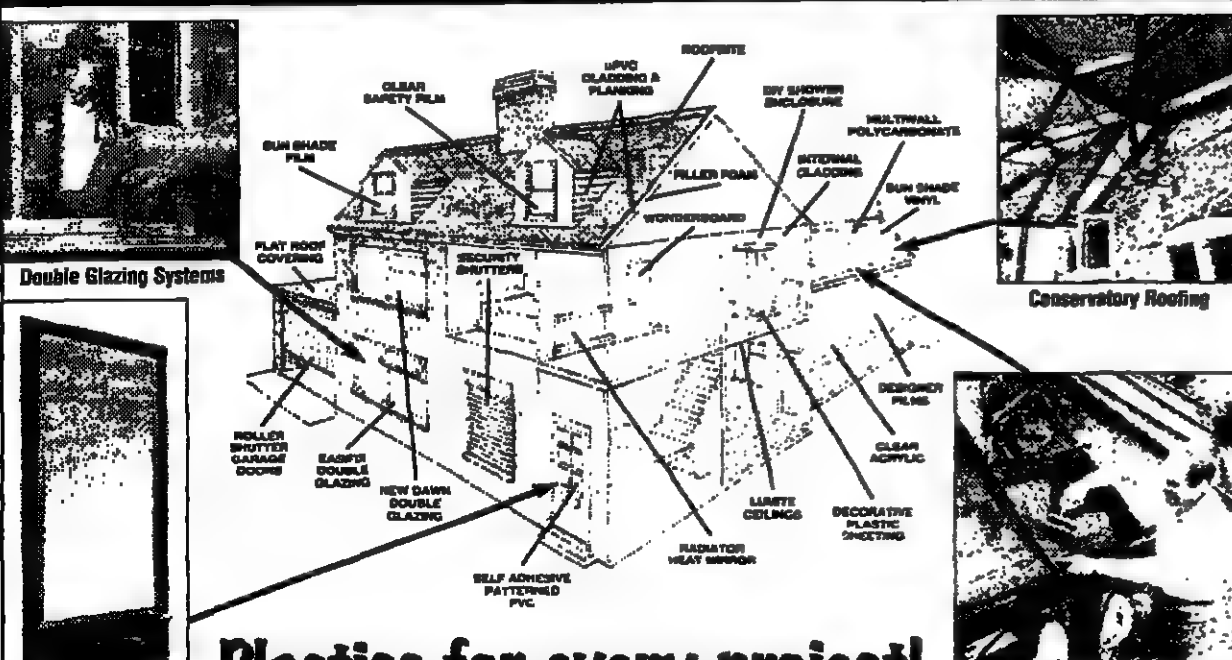 ROOFBRITE
uPVC
CLADDING &
PLANKING
CLEAR
SAFETY FILM
DIY SHOWER
ENCLOSURE
MULTIWALL
POLYCARBONATE
SUN SHADE
FILM
INTERNAL
CLADDING
FILLER FOAM
SUN SHADE
VINYL
WONDERBOARD
FLAT ROOF
COVERING
SECURITY
SHUTTERS
Double Glazing Systems
Conservatory Roofing
DESIGNER
FILMS
ROLLER
SHUTTER
GARAGE
DOORS
EASIFIX
DOUBLE
GLAZING
CLEAR
ACRYLIC
NEW DAWN
DOUBLE
GLAZING
LUMITE
CEILINGS
DECORATIVE
PLASTIC
SHEETING
RADIATOR
HEAT MIRROR
SELF ADHESIVE
PATTERNED
PVC
Plastics for every project!